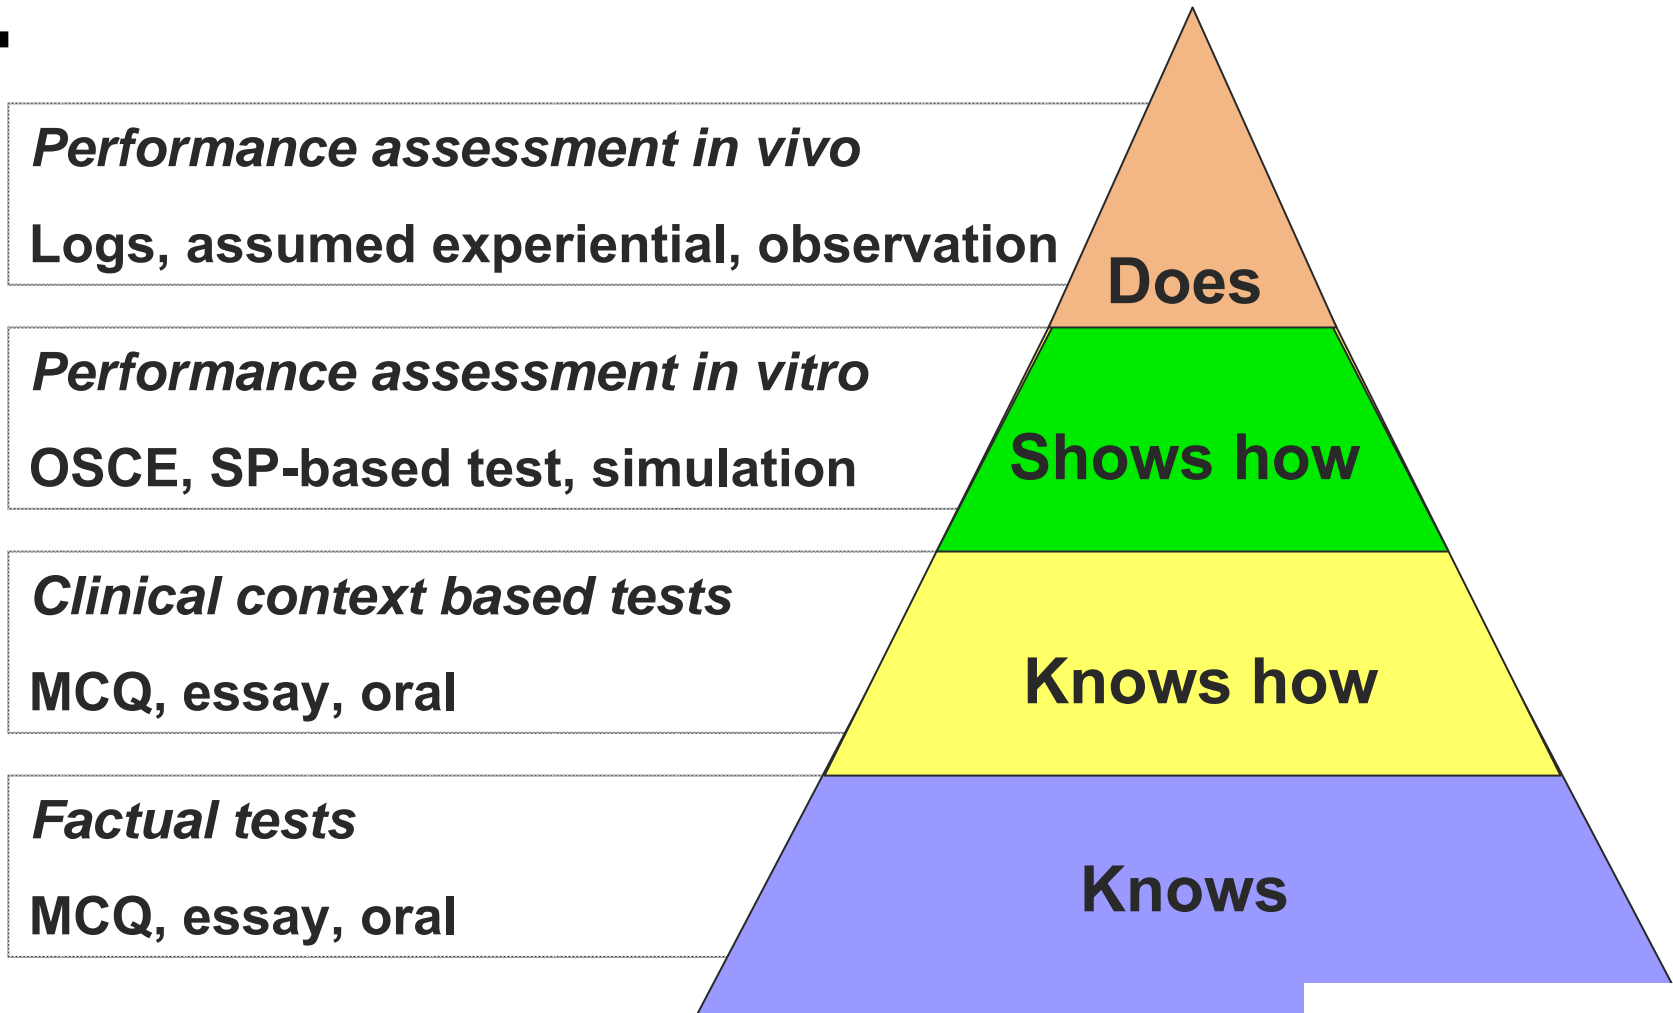 Performance assessment in vivo
Logs, assumed experiential, observation
Does
Performance assessment in vitro
OSCE, SP-based test, simulation
Shows how
Clinical context based tests
MCQ, essay, oral
Knows how
Factual tests
MCQ, essay, oral
Knows